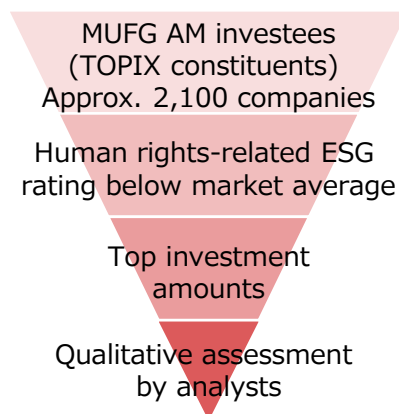 MUFG AM investees
(TOPIX constituents)
Approx. 2,100 companies
Human rights-related ESG
rating below market average
Top investment
amounts
Qualitative assessment
by analysts